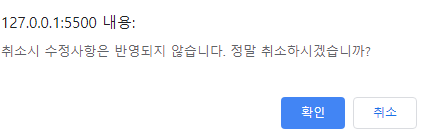 127.0.0.1:5500 내용:
취소시 수정사항은 반영되지 않습니다. 정말 취소하시겠습니까?
확인
취소